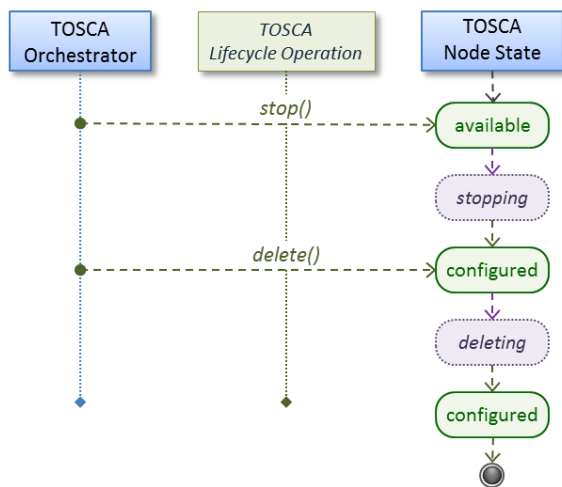 TOSCA
Orchestrator
TOSCA
Lifecycle Operation
TOSCA
Node State
stop()
available
stopping
delete()
configured
deleting
configured